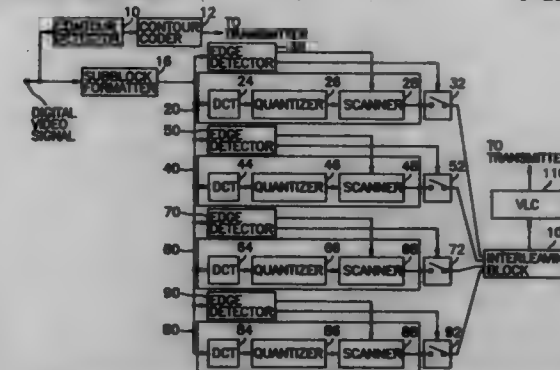 10
12
CONTOUR
CONTOUR
CODER
TO
TRANSMITTER
16
SUBBLOCK
FORMATTER
DIGITAL
VIDEO
SIGNAL
EDGE
DETECTOR
24
26
28
32
20
DCT
QUANTIZER
SCANNER
50
EDGE
DETECTOR
44
46
48
52
40
DCT
QUANTIZER
SCANNER
TO
TRANSMITTER
110
VLC
70
EDGE
DETECTOR
64
66
68
72
60
DCT
QUANTIZER
SCANNER
INTERLEAVING
BLOCK
90
EDGE
DETECTOR
84
86
88
92
80
DCT
QUANTIZER
SCANNER